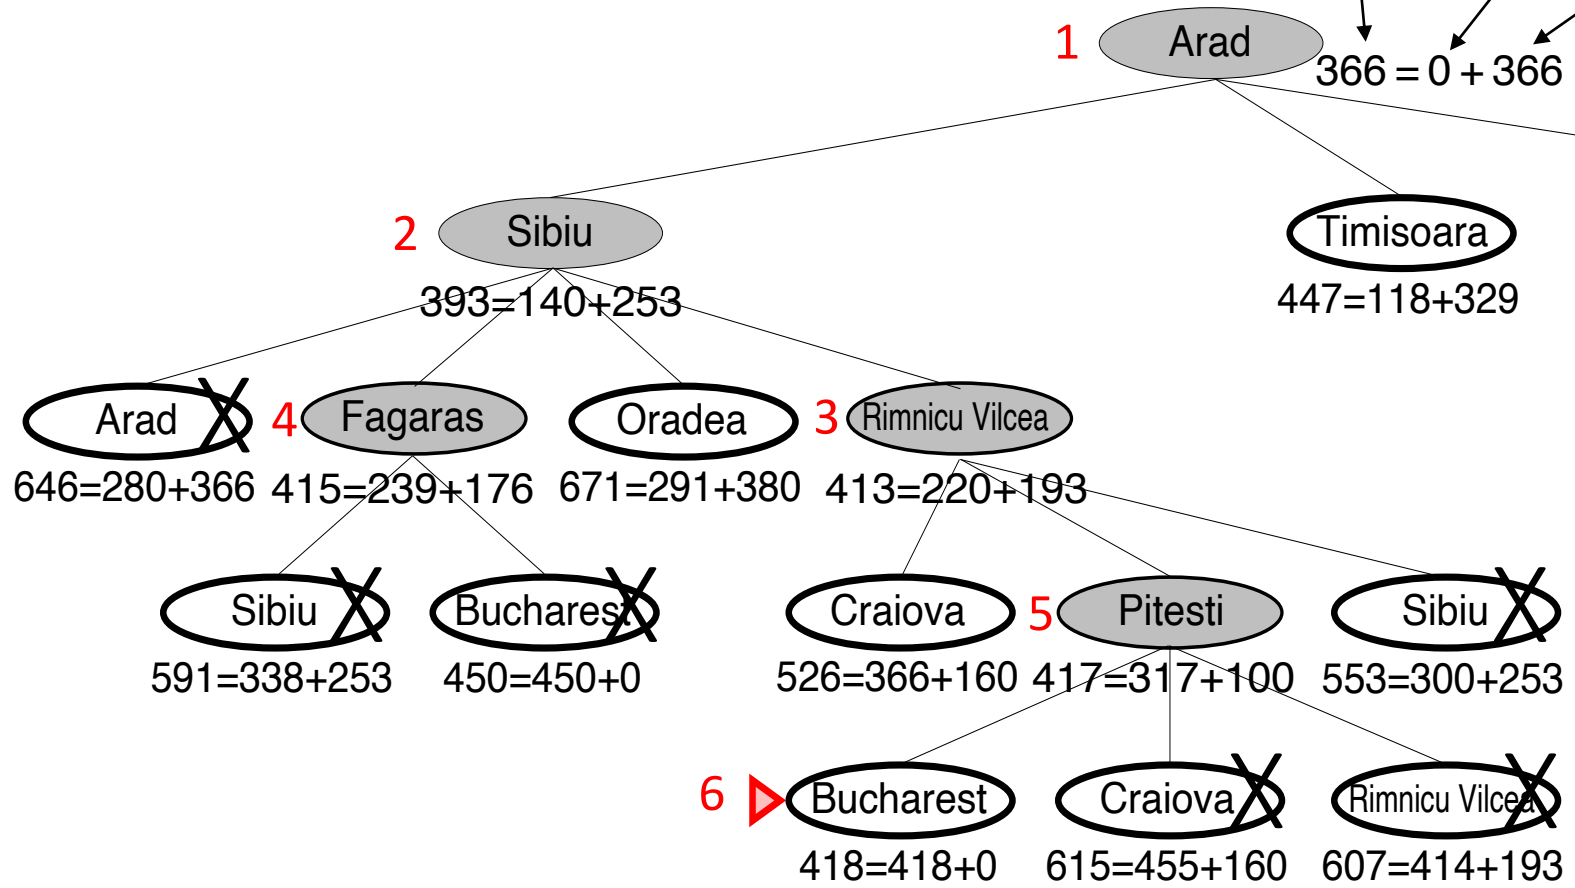 1 Arad
366 = 0 + 366
2 Sibiu Timisoara
393=140+253 447=118+329
Arad X 4 Fagaras Oradea 3 Rimnicu Vilcea
646=280+366 415=239+176 671=291+380 413=220+193
Sibiu X Bucharest X Craiova 5 Pitesti Sibiu X
591=338+253 450=450+0 526=366+160 417=317+100 553=300+253
6 Bucharest Craiova X Rimnicu Vilcea X
418=418+0 615=455+160 607=414+193